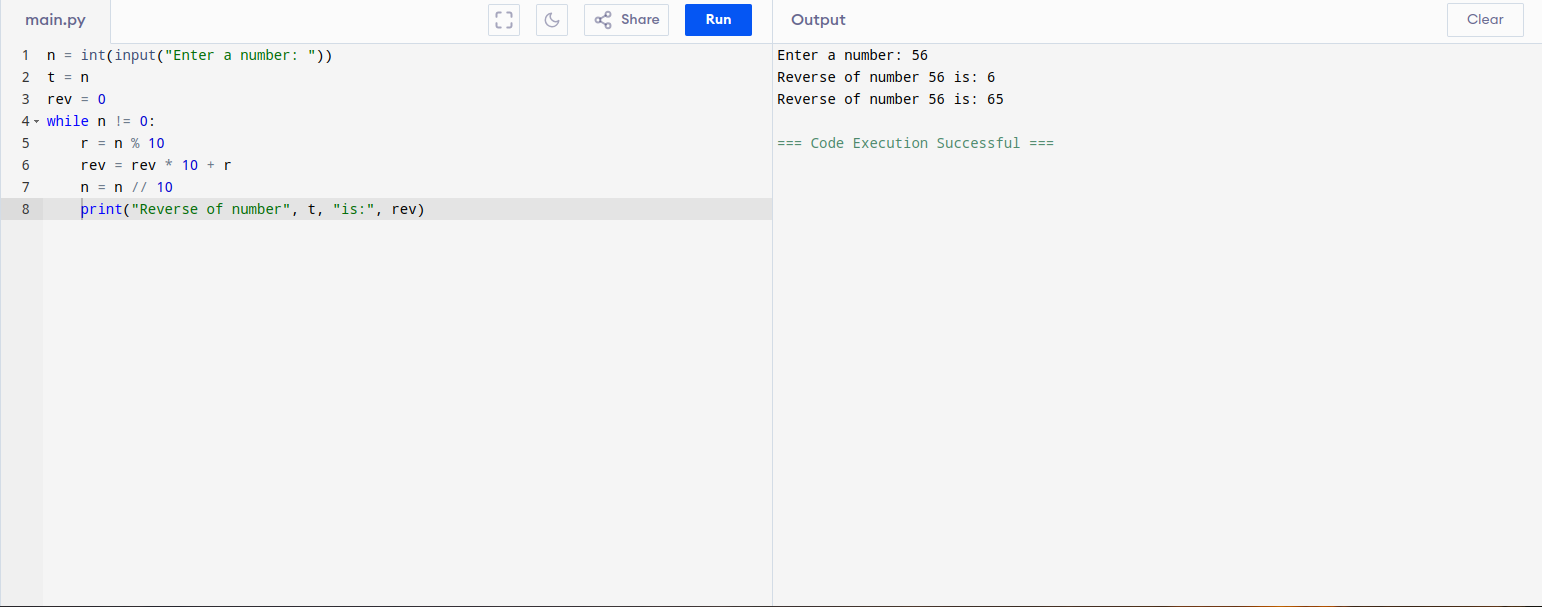 main.py
Share
Run
Output
Clear
1 n = int(input("Enter a number: "))
2 t = n
3 rev = 0
4 while n != 0:
5     r = n % 10
6     rev = rev * 10 + r
7     n = n // 10
8     print("Reverse of number", t, "is:", rev)
Enter a number: 56
Reverse of number 56 is: 6
Reverse of number 56 is: 65
=== Code Execution Successful ===